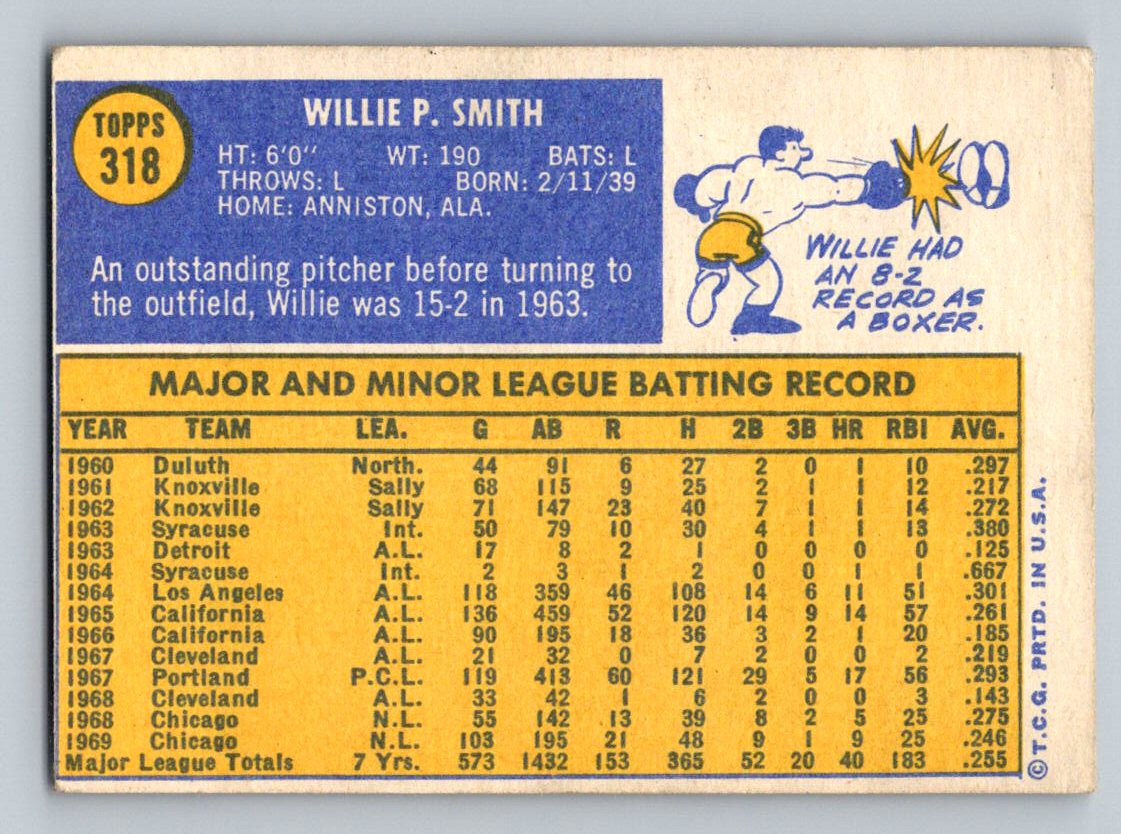 TOPPS
318
WILLIE P. SMITH
HT: 6'0" WT: 190 BATS: L
THROWS: L BORN: 2/11/39
HOME: ANNISTON, ALA.
An outstanding pitcher before turning to
the outfield, Willie was 15-2 in 1963.
WILLIE HAD
AN 8-2
RECORD AS
A BOXER.
MAJOR AND MINOR LEAGUE BATTING RECORD
YEAR TEAM LEA. G AB R H 2B 3B HR RBI AVG.
1960 Duluth North. 44 91 6 27 2 0 1 10 .297
1961 Knoxville Sally 68 115 9 25 2 1 1 12 .217
1962 Knoxville Sally 71 147 23 40 7 1 1 14 .272
1963 Syracuse Int. 50 79 10 30 4 1 1 13 .380
1963 Detroit A.L. 17 8 2 1 0 0 0 0 .125
1964 Syracuse Int. 2 3 1 2 0 0 1 1 .667
1964 Los Angeles A.L. 118 359 46 108 14 6 11 51 .301
1965 California A.L. 136 459 52 120 14 9 14 57 .261
1966 California A.L. 90 195 18 36 3 2 1 20 .185
1967 Cleveland A.L. 21 32 0 7 2 0 0 2 .219
1967 Portland P.C.L. 119 413 60 121 29 5 17 56 .293
1968 Cleveland A.L. 33 42 1 6 2 0 0 3 .143
1968 Chicago N.L. 55 142 13 39 8 2 5 25 .275
1969 Chicago N.L. 103 195 21 48 9 1 9 25 .246
Major League Totals 7 Yrs. 573 1432 153 365 52 20 40 183 .255
© T.C.G. PRTD. IN U.S.A.